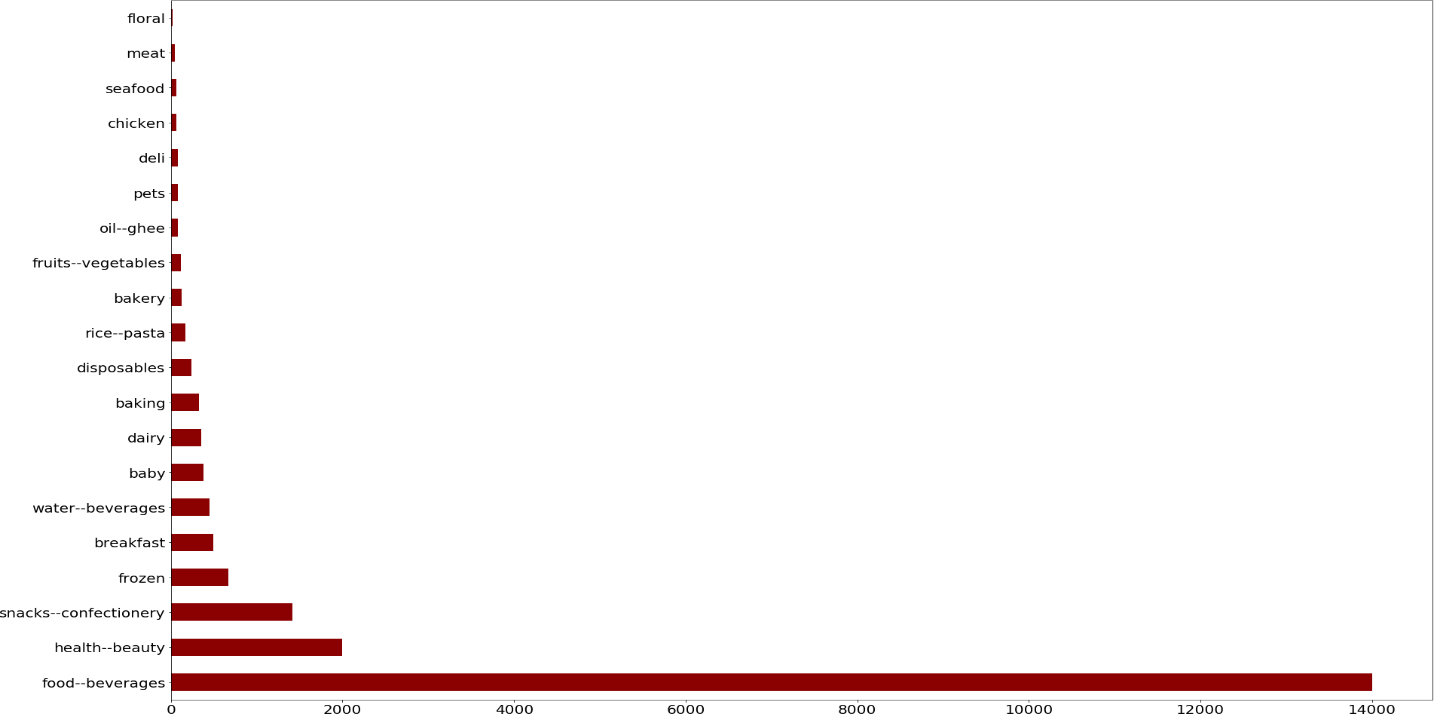 floral
meat
seafood
chicken
deli
pets
oil--ghee
fruits--vegetables
bakery
rice--pasta
disposables
baking
dairy
baby
water--beverages
breakfast
frozen
snacks--confectionery
health--beauty
food--beverages
0 2000 4000 6000 8000 10000 12000 14000